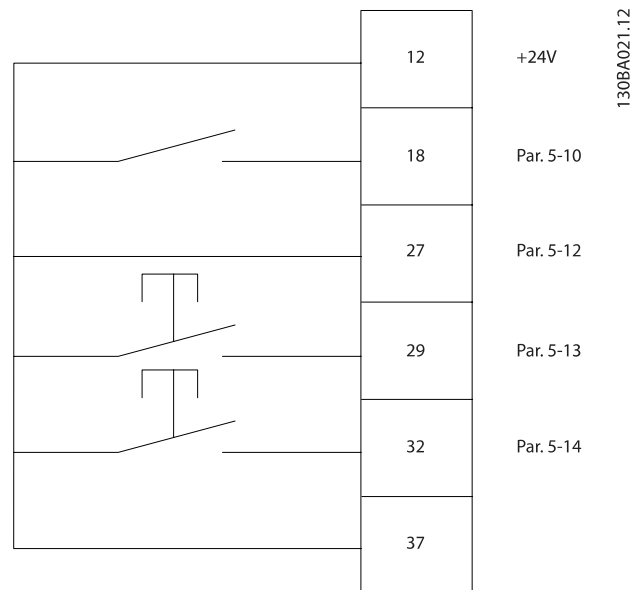 12 +24V
18 Par. 5-10
27 Par. 5-12
29 Par. 5-13
32 Par. 5-14
37
130BA021.12